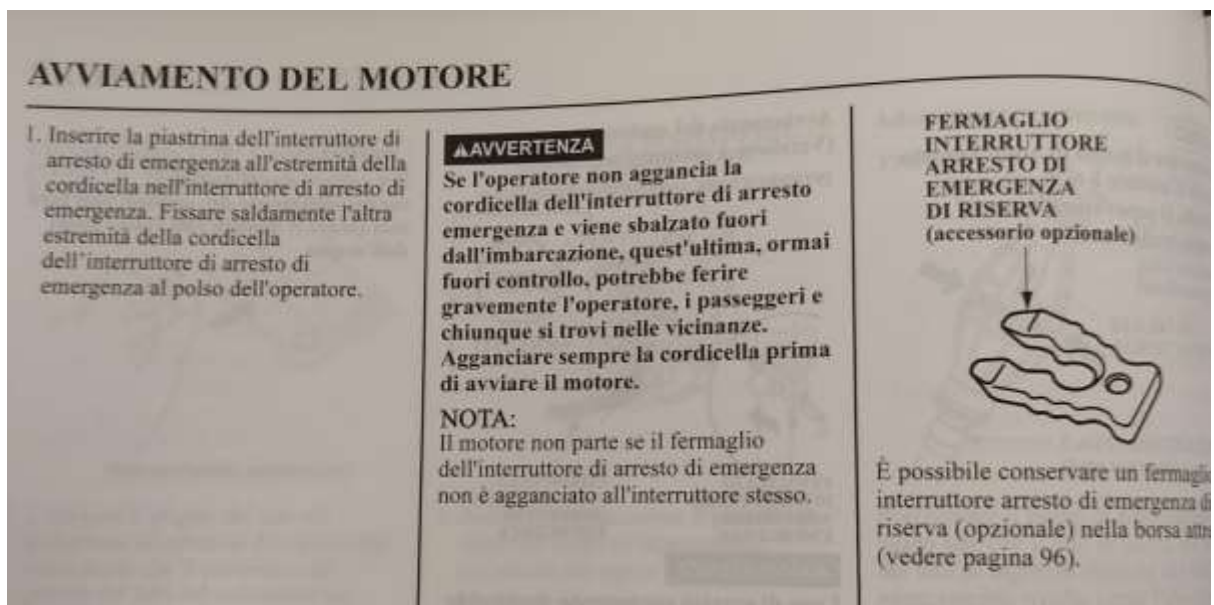 AVVIAMENTO DEL MOTORE
1. Inserire la piastrina dell'interruttore di
arresto di emergenza all'estremità della
cordicella nell'interruttore di arresto di
emergenza. Fissare saldamente l'altra
estremità della cordicella
dell'interruttore di arresto di
emergenza al polso dell'operatore.
AVVERTENZA
Se l'operatore non aggancia la
cordicella dell'interruttore di arresto
emergenza e viene sbalzato fuori
dall'imbarcazione, quest'ultima, ormai
fuori controllo, potrebbe ferire
gravemente l'operatore, i passeggeri e
chiunque si trovi nelle vicinanze.
Agganciare sempre la cordicella prima
di avviare il motore.
NOTA:
Il motore non parte se il fermaglio
dell'interruttore di arresto di emergenza
non è agganciato all'interruttore stesso.
FERMAGLIO
INTERRUTTORE
ARRESTO DI
EMERGENZA
DI RISERVA
(accessorio opzionale)
È possibile conservare un
interruttore arresto di emergenza
riserva (opzionale) nella borsa
(vedere pagina 96).